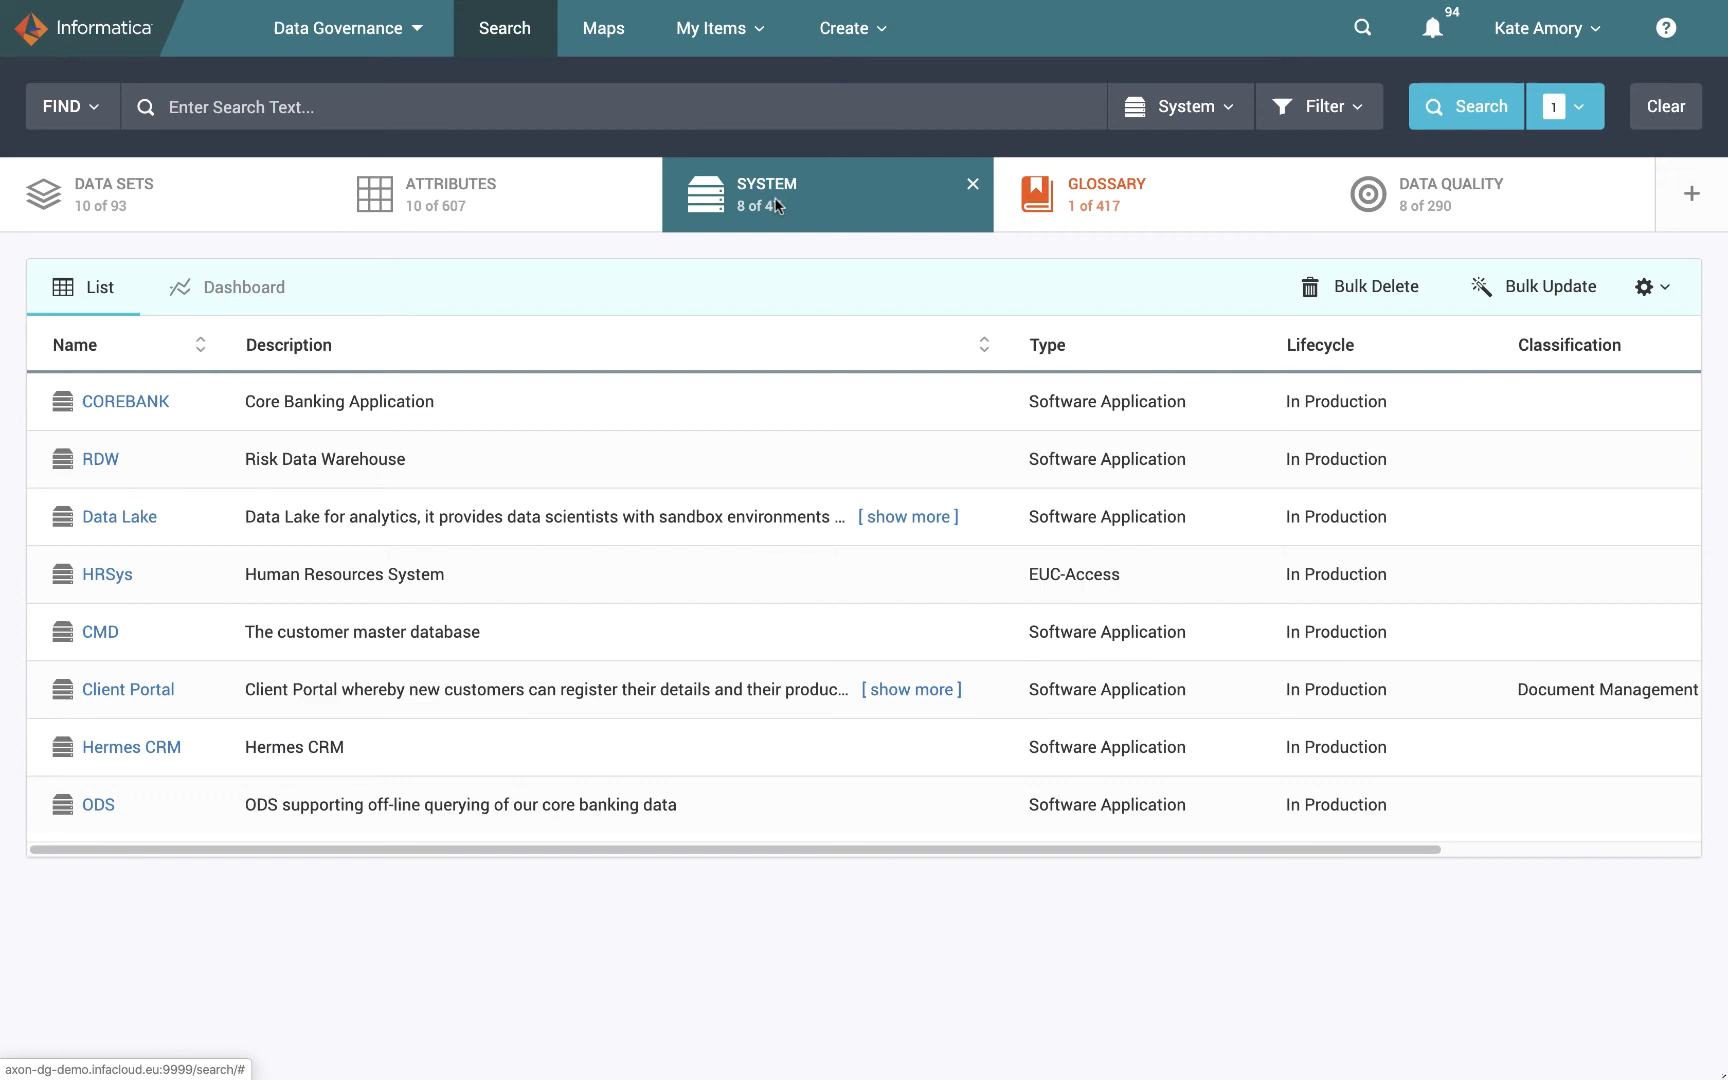 Informatica
Data Governance
Search
Maps
My Items
Create
94
Kate Amory
?
FIND
Enter Search Text...
System
Filter
Search
1
Clear
DATA SETS
10 of 93
ATTRIBUTES
10 of 607
SYSTEM
8 of
GLOSSARY
1 of 417
DATA QUALITY
8 of 290
List
Dashboard
Bulk Delete
Bulk Update
Name Description Type Lifecycle Classification
COREBANK Core Banking Application Software Application In Production
RDW Risk Data Warehouse Software Application In Production
Data Lake Data Lake for analytics, it provides data scientists with sandbox environments ... [ show more ] Software Application In Production
HRSys Human Resources System EUC-Access In Production
CMD The customer master database Software Application In Production
Client Portal Client Portal whereby new customers can register their details and their produc... [ show more ] Software Application In Production Document Management
Hermes CRM Hermes CRM Software Application In Production
ODS ODS supporting off-line querying of our core banking data Software Application In Production
axon-dg-demo.infacloud.eu:9999/search/#